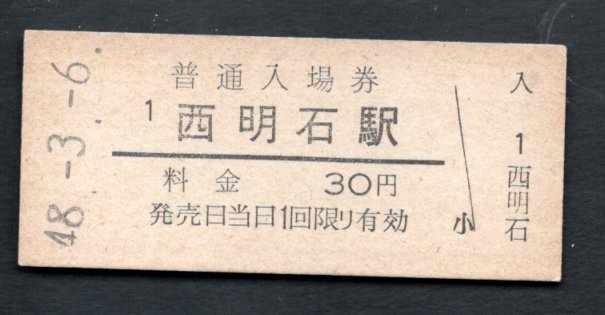 48.-3.-6.
普通入場券
1 西明石駅
料金 30円
発売日当日1回限り有効
小
入
1
西明石